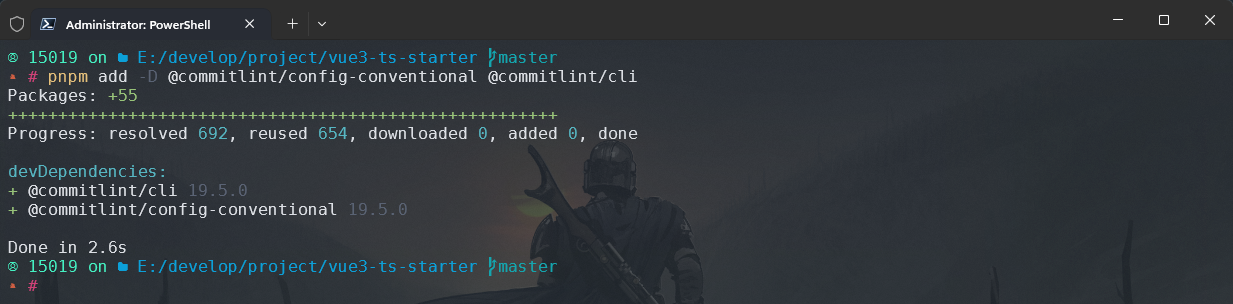 Administrator: PowerShell
15019 on E:/develop/project/vue3-ts-starter master
# pnpm add -D @commitlint/config-conventional @commitlint/cli
Packages: +55
+++++++++++++++++++++++++++++++++++++++++++++++++++++++
Progress: resolved 692, reused 654, downloaded 0, added 0, done
devDependencies:
+ @commitlint/cli 19.5.0
+ @commitlint/config-conventional 19.5.0
Done in 2.6s
15019 on E:/develop/project/vue3-ts-starter master
#